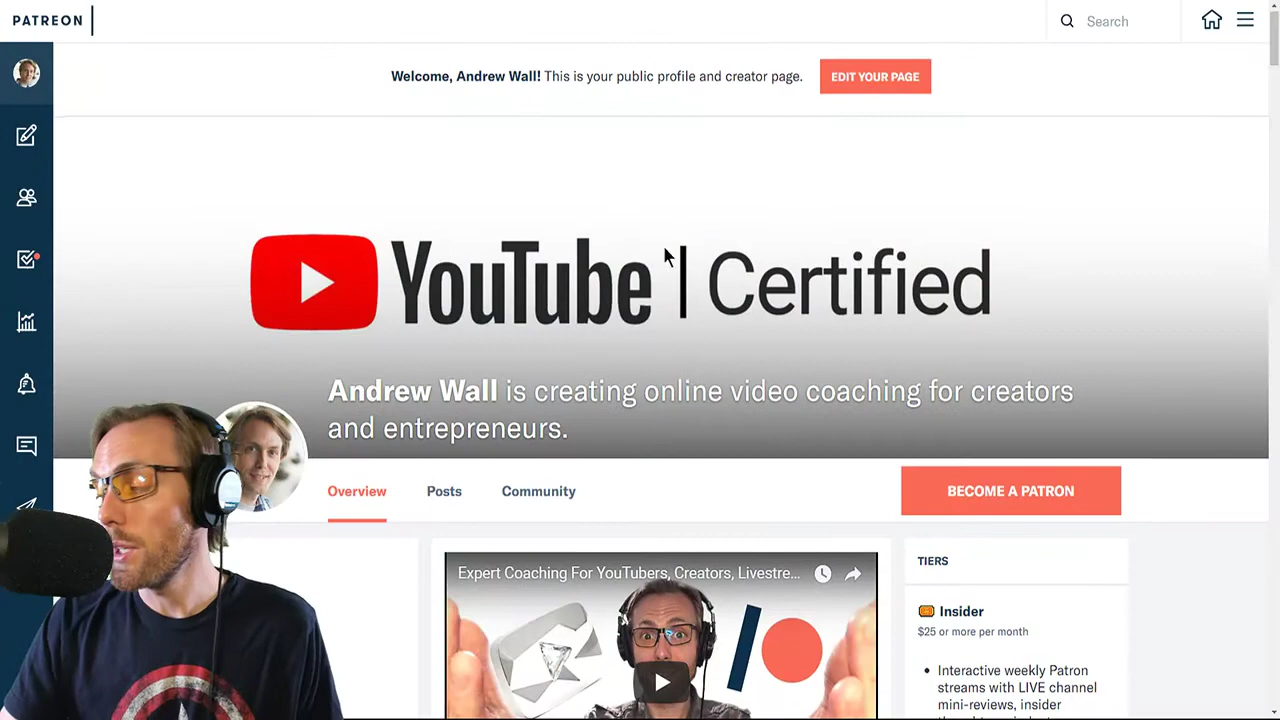 PATREON
Search
Welcome, Andrew Wall! This is your public profile and creator page.
EDIT YOUR PAGE
YouTube | Certified
Andrew Wall is creating online video coaching for creators
and entrepreneurs.
Overview
Posts
Community
BECOME A PATRON
Expert Coaching For YouTubers, Creators, Livestre...
TIERS
Insider
$25 or more per month
• Interactive weekly Patron
streams with LIVE channel
mini-reviews, insider